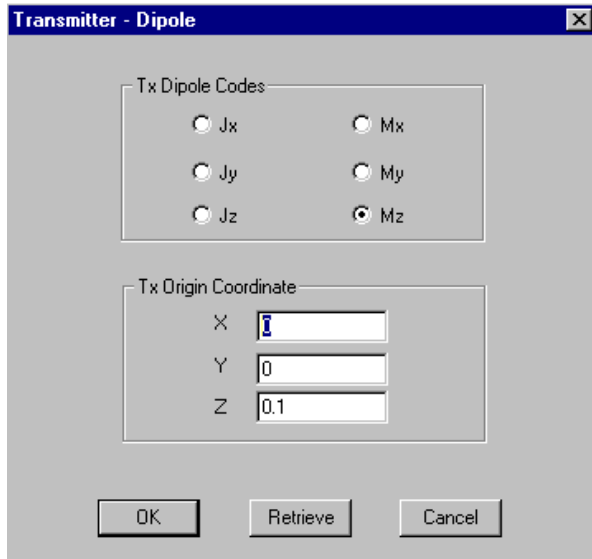 Transmitter - Dipole
Tx Dipole Codes
Jx Mx
Jy My
Jz Mz
Tx Origin Coordinate
X 0
Y 0
Z 0.1
OK Retrieve Cancel